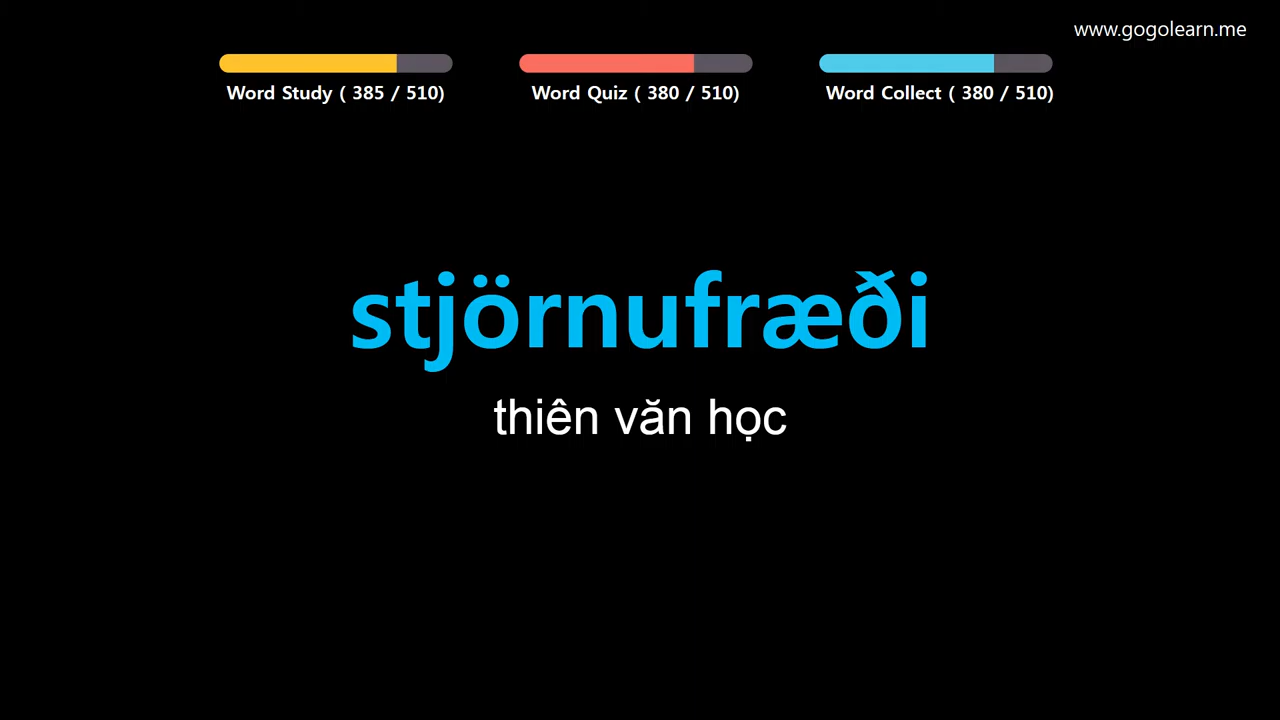 www.gogolearn.me
Word Study ( 385 / 510)
Word Quiz ( 380 / 510)
Word Collect ( 380 / 510)
stjörnufræði
thiên văn học